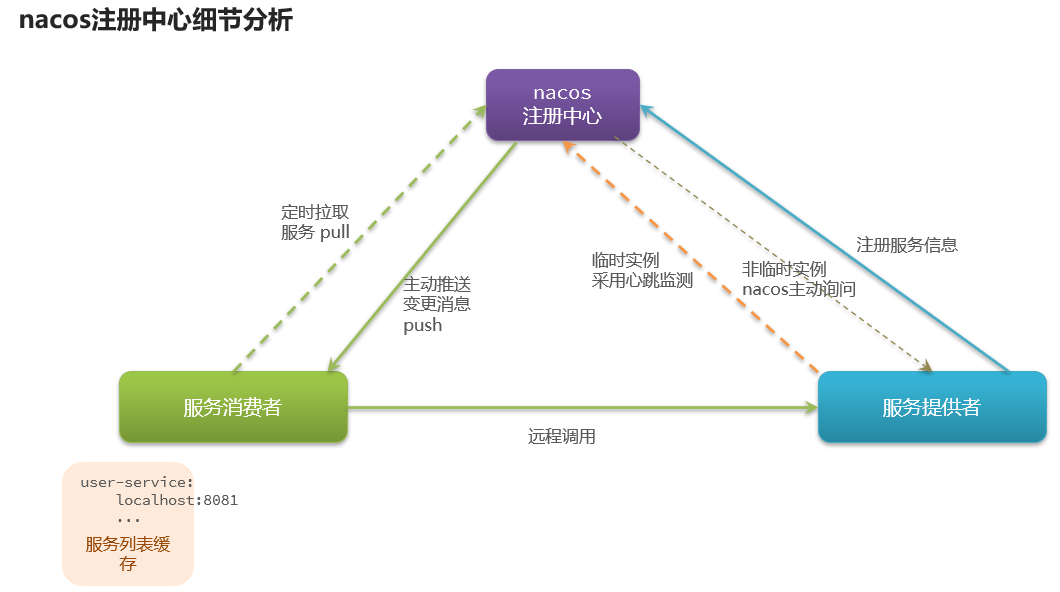 nacos注册中心细节分析
nacos
注册中心
定时拉取
服务 pull
主动推送
变更消息
push
临时实例
采用心跳监测
非临时实例
nacos主动询问
注册服务信息
服务消费者
远程调用
服务提供者
user-service:
localhost:8081
...
服务列表缓
存